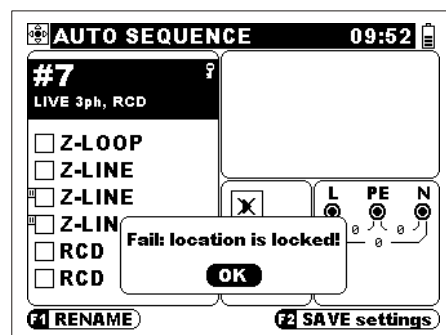 AUTO SEQUENCE 09:52
#7
LIVE 3ph, RCD
Z-LOOP
Z-LINE
Z-LINE
Z-LIN
RCD
RCD
L PE N
0 0
0
Fail: location is locked!
OK
F1 RENAME
F2 SAVE settings